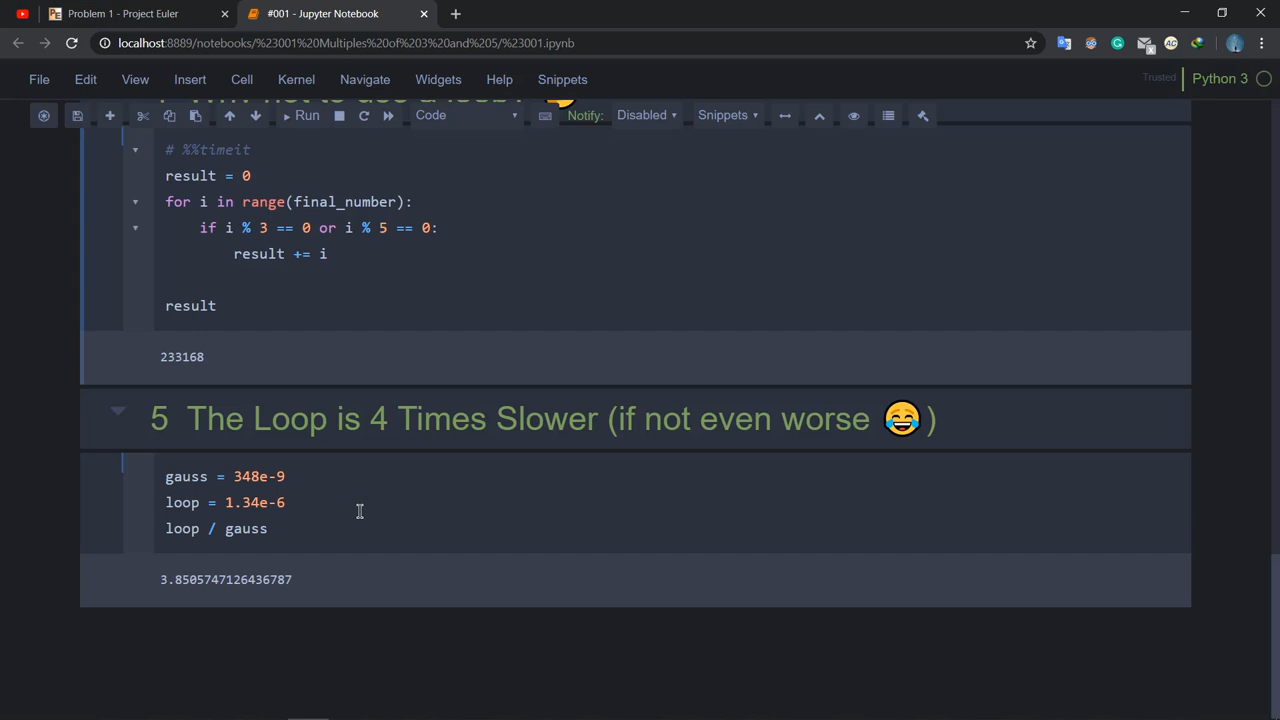 Problem 1 - Project Euler
#001 - Jupyter Notebook
localhost:8889/notebooks/%23001%20Multiples%20of%203%20and%205/%23001.ipynb
File Edit View Insert Cell Kernel Navigate Widgets Help Snippets
Trusted Python 3
Run Code Notify: Disabled Snippets
# %%timeit
result = 0
for i in range(final_number):
if i % 3 == 0 or i % 5 == 0:
result += i
result
233168
5 The Loop is 4 Times Slower (if not even worse 😂)
gauss = 348e-9
loop = 1.34e-6
loop / gauss
3.8505747126436787